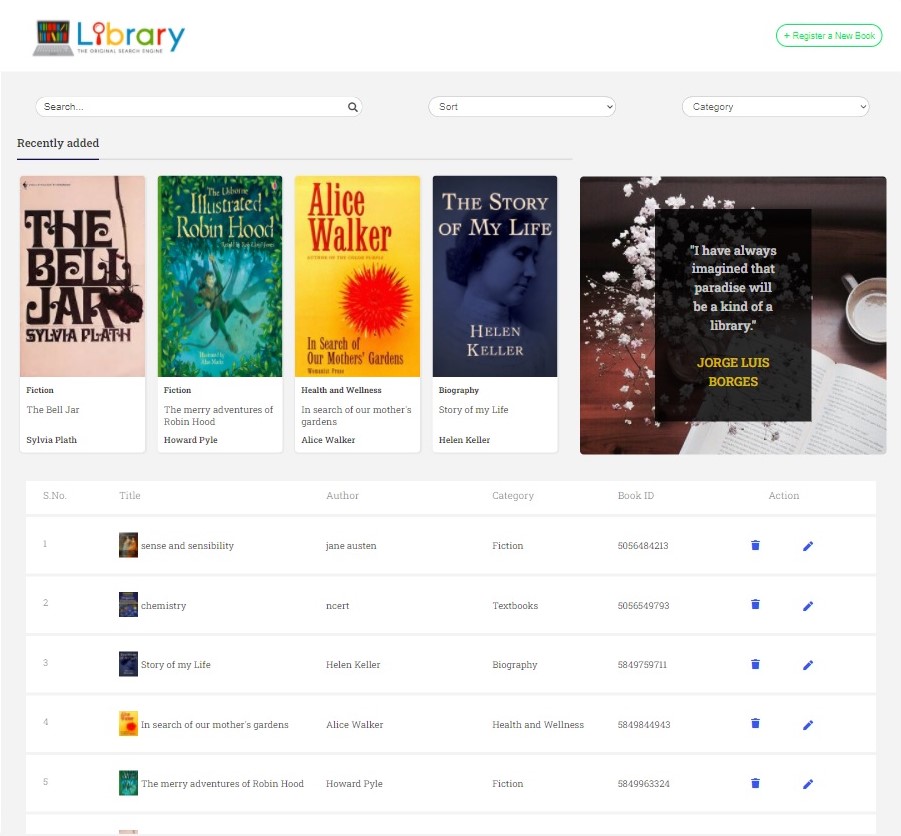 Library
THE ORIGINAL SEARCH ENGINE
+ Register a New Book
Search...
Sort
Category
Recently added
THE
BELL
JAR
SYLVIA PLATH
The Usborne
Illustrated
Robin Hood
Alice
Walker
AUTHOR OF THE COLOR PURPLE
In Search of
Our Mothers' Gardens
Womanist Prose
THE STORY
OF MY LIFE
HELEN
KELLER
Fiction
The Bell Jar
Sylvia Plath
Fiction
The merry adventures of
Robin Hood
Howard Pyle
Health and Wellness
In search of our mother's
gardens
Alice Walker
Biography
Story of my Life
Helen Keller
"I have always
imagined that
paradise will
be a kind of a
library."
JORGE LUIS
BORGES
S.No. Title Author Category Book ID Action
1 sense and sensibility jane austen Fiction 5056484213
2 chemistry ncert Textbooks 5056549793
3 Story of my Life Helen Keller Biography 5849759711
4 In search of our mother's gardens Alice Walker Health and Wellness 5849844943
5 The merry adventures of Robin Hood Howard Pyle Fiction 5849963324